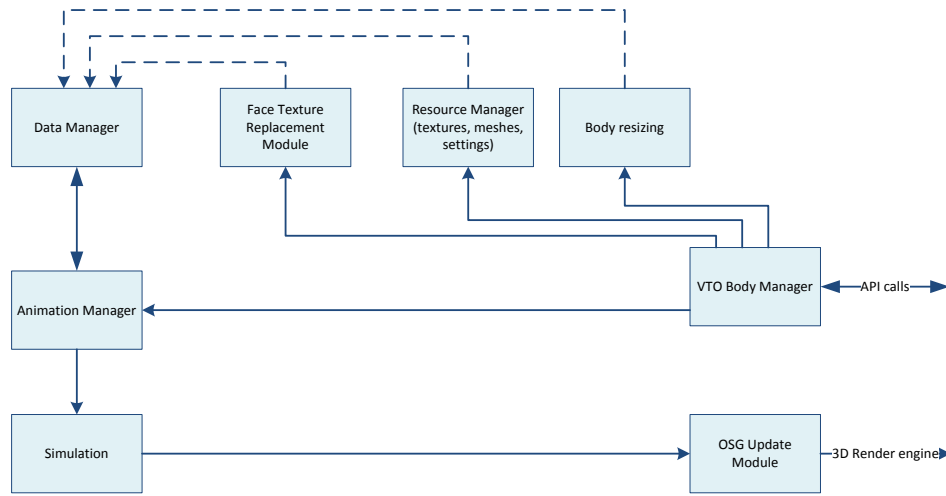 Data Manager
Face Texture
Replacement
Module
Resource Manager
(textures, meshes,
settings)
Body resizing
Animation Manager
VTO Body Manager
API calls
Simulation
OSG Update
Module
3D Render engine